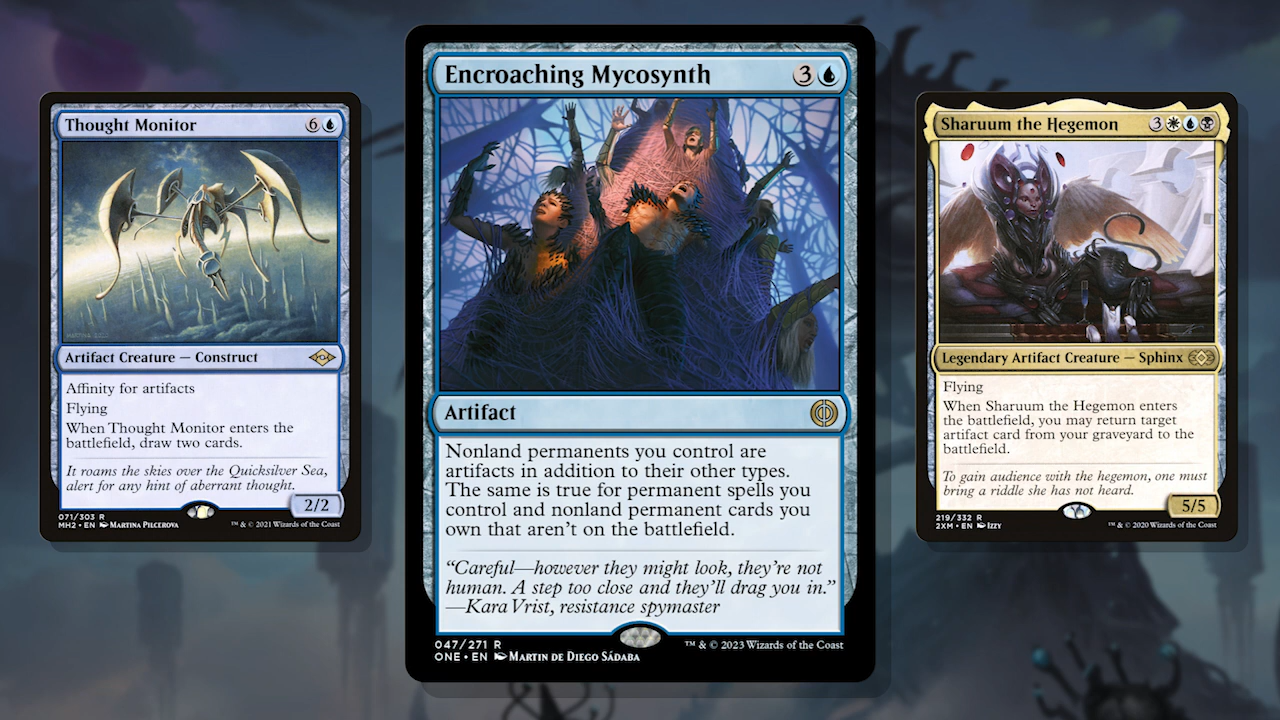 Thought Monitor 6
Artifact Creature — Construct
Affinity for artifacts
Flying
When Thought Monitor enters the
battlefield, draw two cards.
It roams the skies over the Quicksilver Sea,
alert for any hint of aberrant thought.
2/2
071/303 R
MH2 • EN Martina Pilcerova
™ & © 2021 Wizards of the Coast
Encroaching Mycosynth 3
Artifact
Nonland permanents you control are
artifacts in addition to their other types.
The same is true for permanent spells you
control and nonland permanent cards you
own that aren't on the battlefield.
“Careful—however they might look, they're not
human. A step too close and they'll drag you in.”
—Kara Vrist, resistance spymaster
047/271 R
ONE • EN Martin de Diego Sádaba
™ & © 2023 Wizards of the Coast
Sharuum the Hegemon 3
Legendary Artifact Creature — Sphinx
Flying
When Sharuum the Hegemon enters
the battlefield, you may return target
artifact card from your graveyard to the
battlefield.
To gain audience with the hegemon, one must
bring a riddle she has not heard.
5/5
219/332 R
2XM • EN Izzy
™ & © 2020 Wizards of the Coast